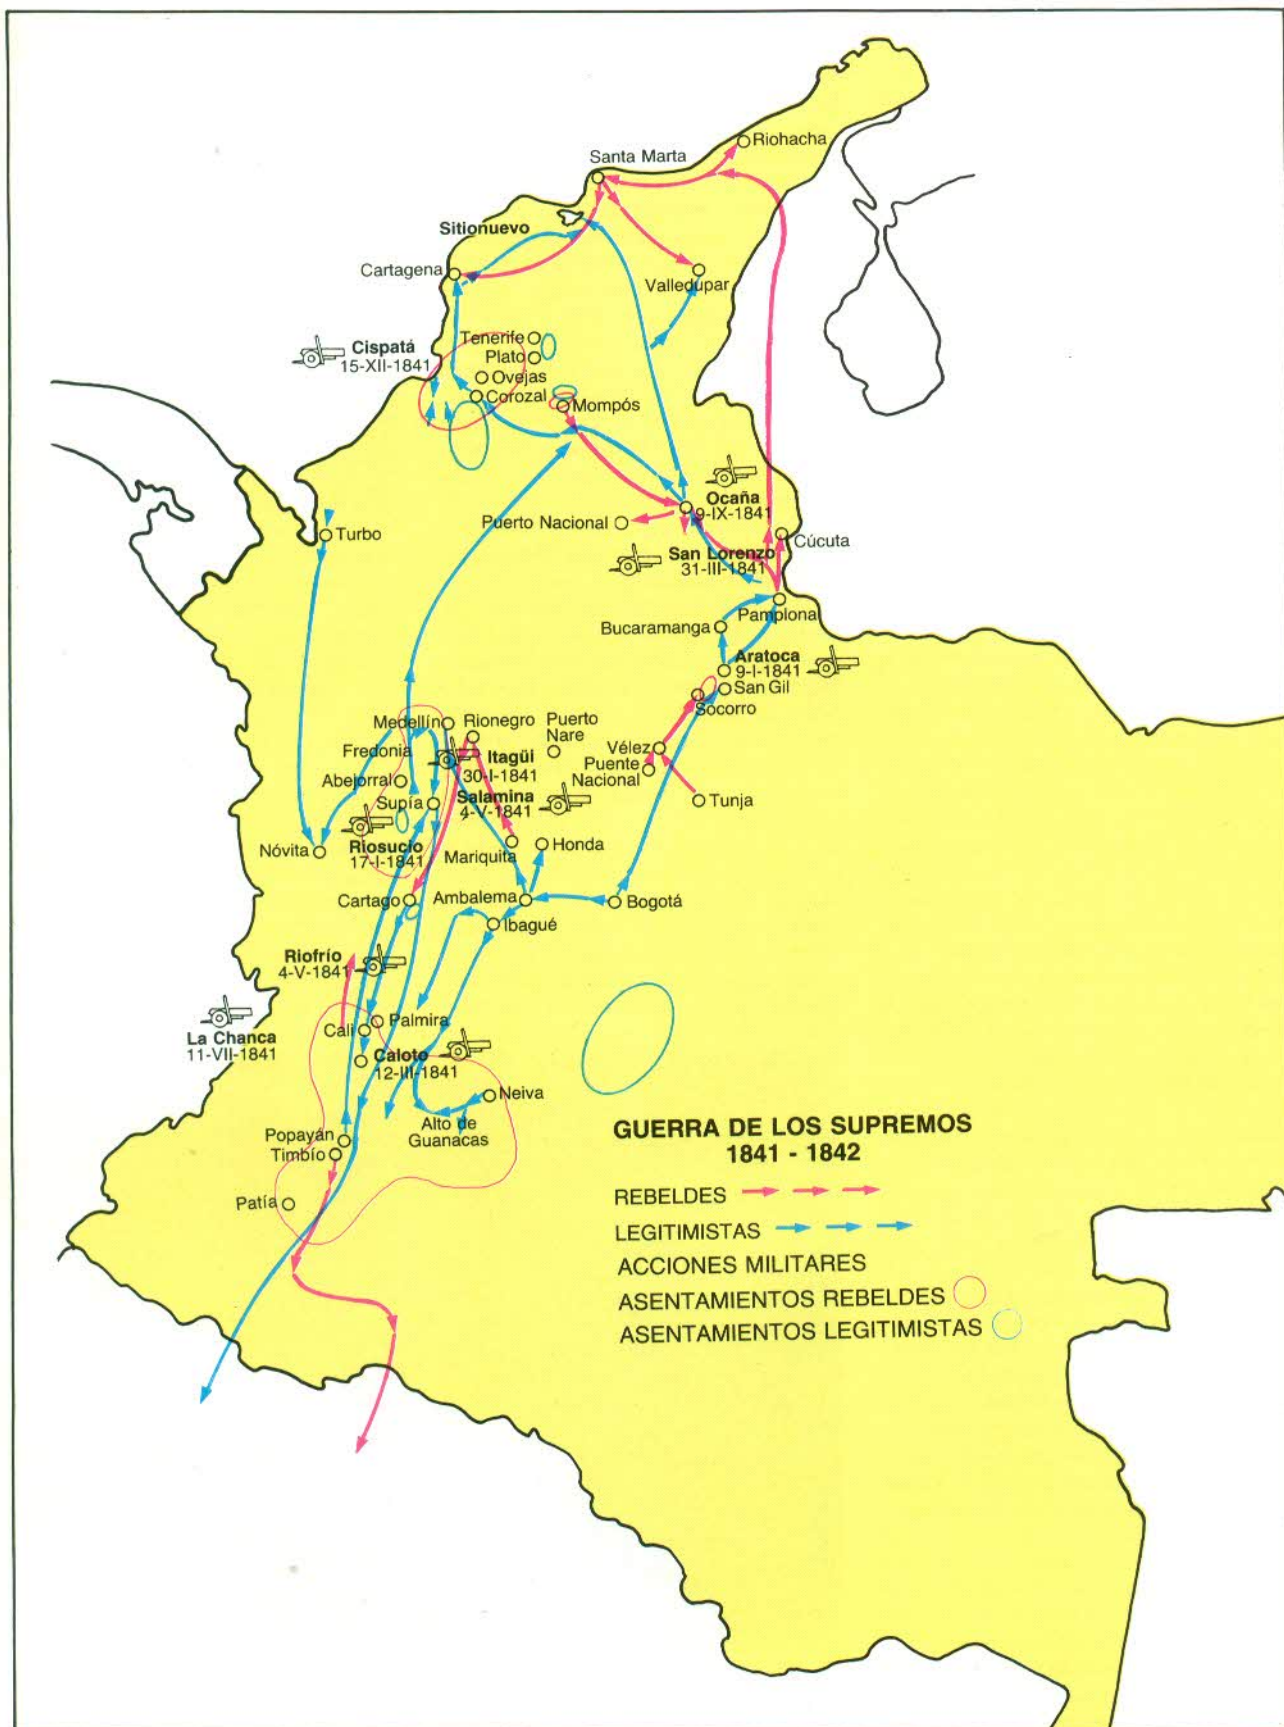 Riohacha
Santa Marta
Sitionuevo
Cartagena
Valledupar
Tenerife
Cispatá
15-XII-1841
Plato
Ovejas
Corozal
Mompós
Ocaña
9-IX-1841
Puerto Nacional
Turbo
Cúcuta
San Lorenzo
31-III-1841
Pamplona
Bucaramanga
Aratoca
9-I-1841
San Gil
Socorro
Medellín
Rionegro
Puerto
Nare
Fredonia
Itagüi
30-I-1841
Vélez
Puente
Nacional
Abejorral
Supía
Salamina
4-V-1841
Tunja
Riosucio
17-I-1841
Nóvita
Mariquita
Honda
Cartago
Ambalema
Bogotá
Ibagué
Riofrío
4-V-1841
La Chanca
11-VII-1841
Cali
Palmira
Caloto
12-III-1841
Neiva
Alto de
Guanacas
Popayán
Timbío
Patía
GUERRA DE LOS SUPREMOS
1841 - 1842
REBELDES
LEGITIMISTAS
ACCIONES MILITARES
ASENTAMIENTOS REBELDES
ASENTAMIENTOS LEGITIMISTAS